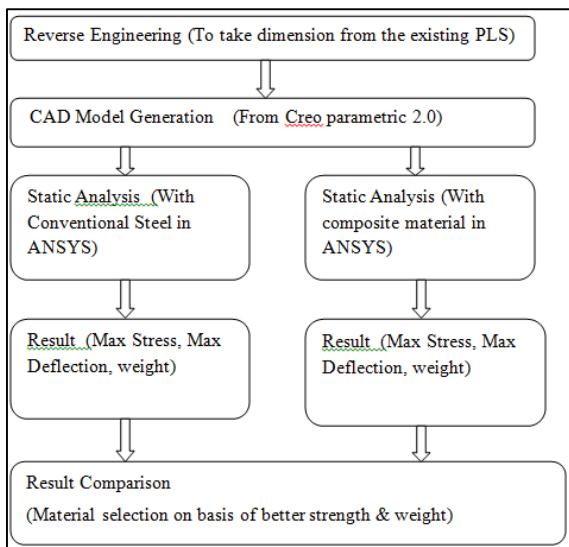 Reverse Engineering (To take dimension from the existing PLS)
CAD Model Generation (From Creo parametric 2.0)
Static Analysis (With
Conventional Steel in
ANSYS)
Static Analysis (With
composite material in
ANSYS)
Result (Max Stress, Max
Deflection, weight)
Result (Max Stress, Max
Deflection, weight)
Result Comparison
(Material selection on basis of better strength & weight)